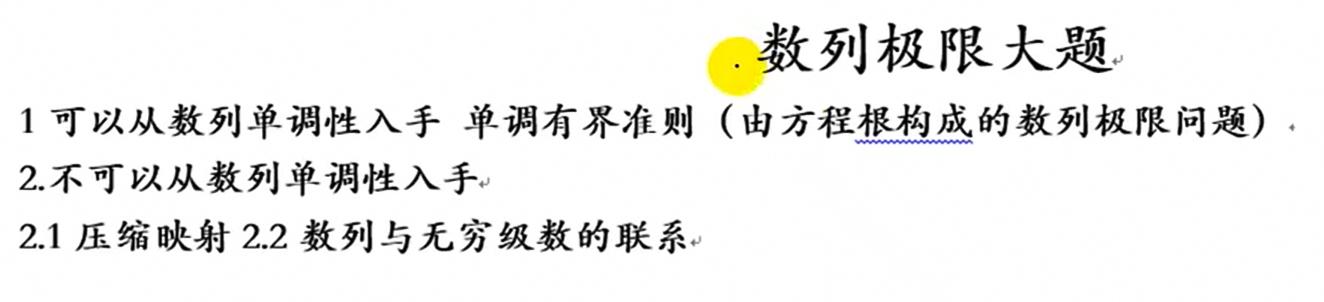 数列极限大题
1 可以从数列单调性入手 单调有界准则（由方程根构成的数列极限问题）
2.不可以从数列单调性入手
2.1 压缩映射 2.2 数列与无穷级数的联系